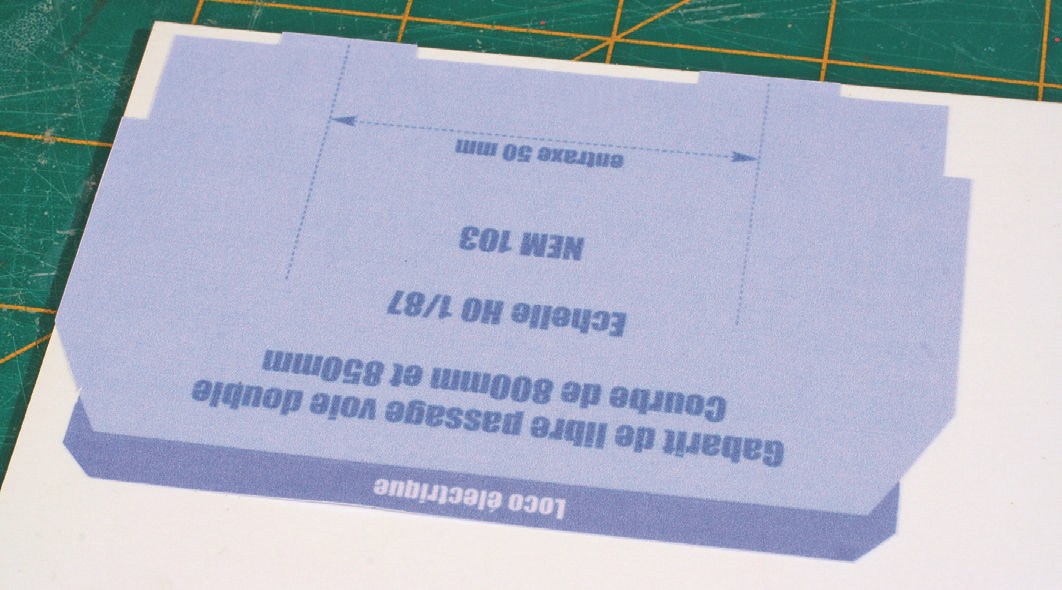 Loco électrique
Gabarit de libre passage voie double
Courbe de 800mm et 850mm
Echelle HO 1/87
NEM 103
entraxe 50 mm